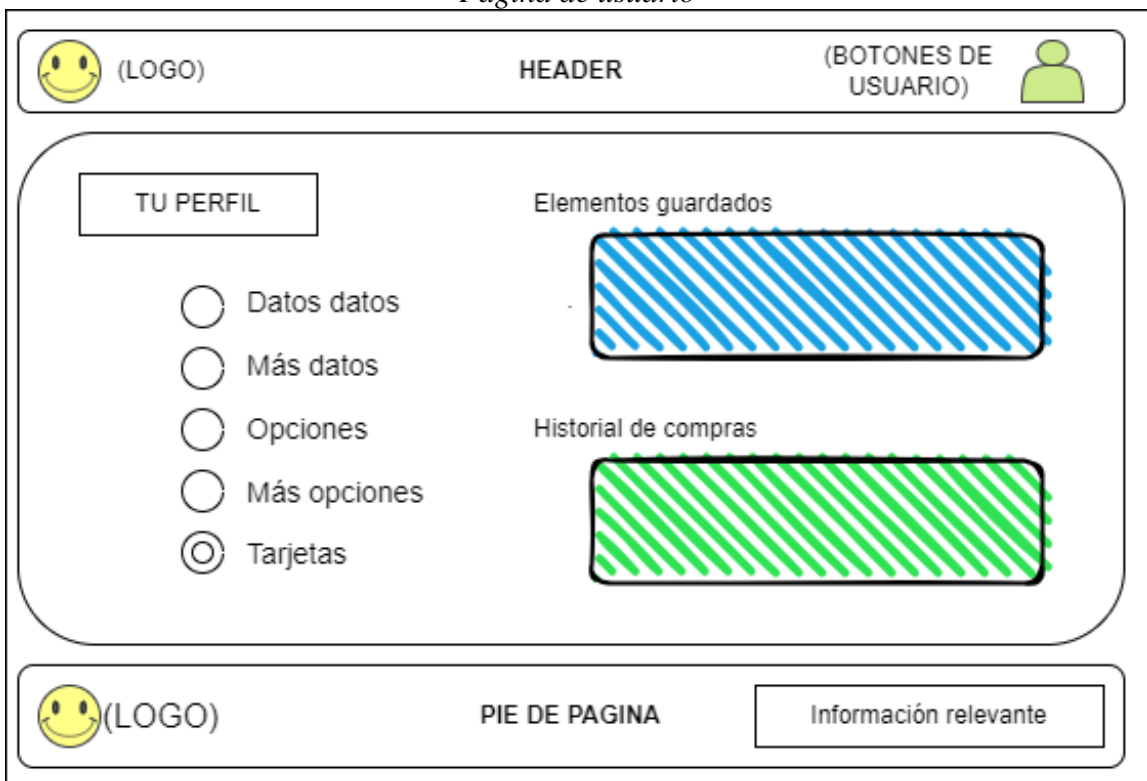 Página de usuario
(LOGO)
HEADER
(BOTONES DE
USUARIO)
TU PERFIL
Datos datos
Más datos
Opciones
Más opciones
Tarjetas
Elementos guardados
Historial de compras
(LOGO)
PIE DE PAGINA
Información relevante